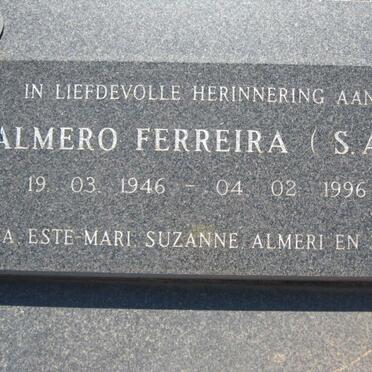 IN LIEFDEVOLLE HERINNERING AAN
ALMERO FERREIRA ( S.A
19. 03. 1946 - 04. 02. 1996
A, ESTE-MARI, SUZANNE, ALMERI EN